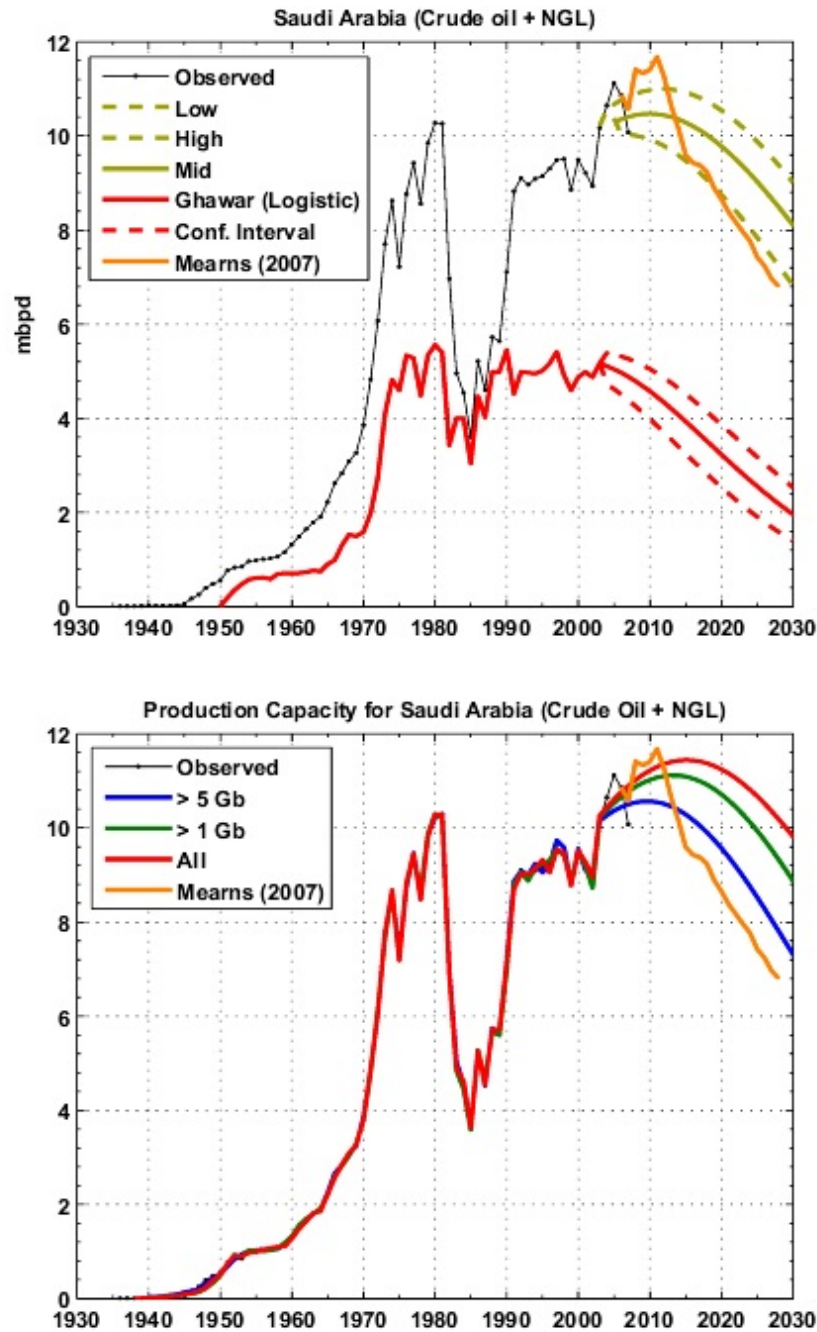 Saudi Arabia (Crude oil + NGL)
12
10
8
6
4
2
0
mbpd
Observed
Low
High
Mid
Ghawar (Logistic)
Conf. Interval
Mearns (2007)
1930 1940 1950 1960 1970 1980 1990 2000 2010 2020 2030
Production Capacity for Saudi Arabia (Crude Oil + NGL)
12
10
8
6
4
2
0
Observed
> 5 Gb
> 1 Gb
All
Mearns (2007)
1930 1940 1950 1960 1970 1980 1990 2000 2010 2020 2030